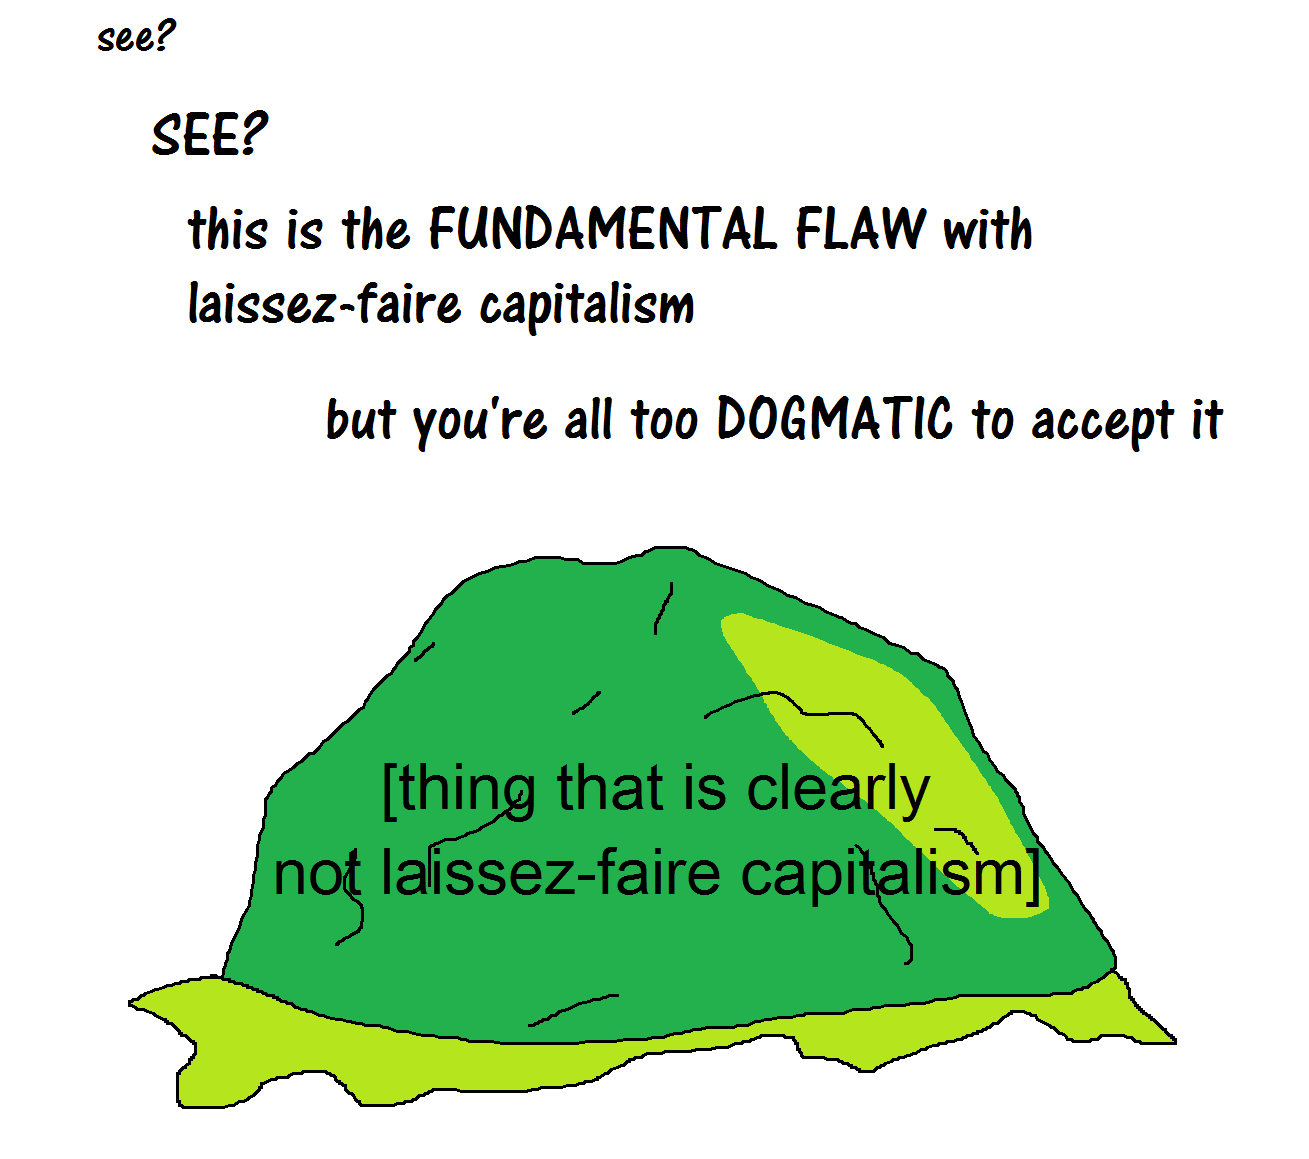 see?
SEE?
this is the FUNDAMENTAL FLAW with
laissez-faire capitalism
but you're all too DOGMATIC to accept it
[thing that is clearly
not laissez-faire capitalism]